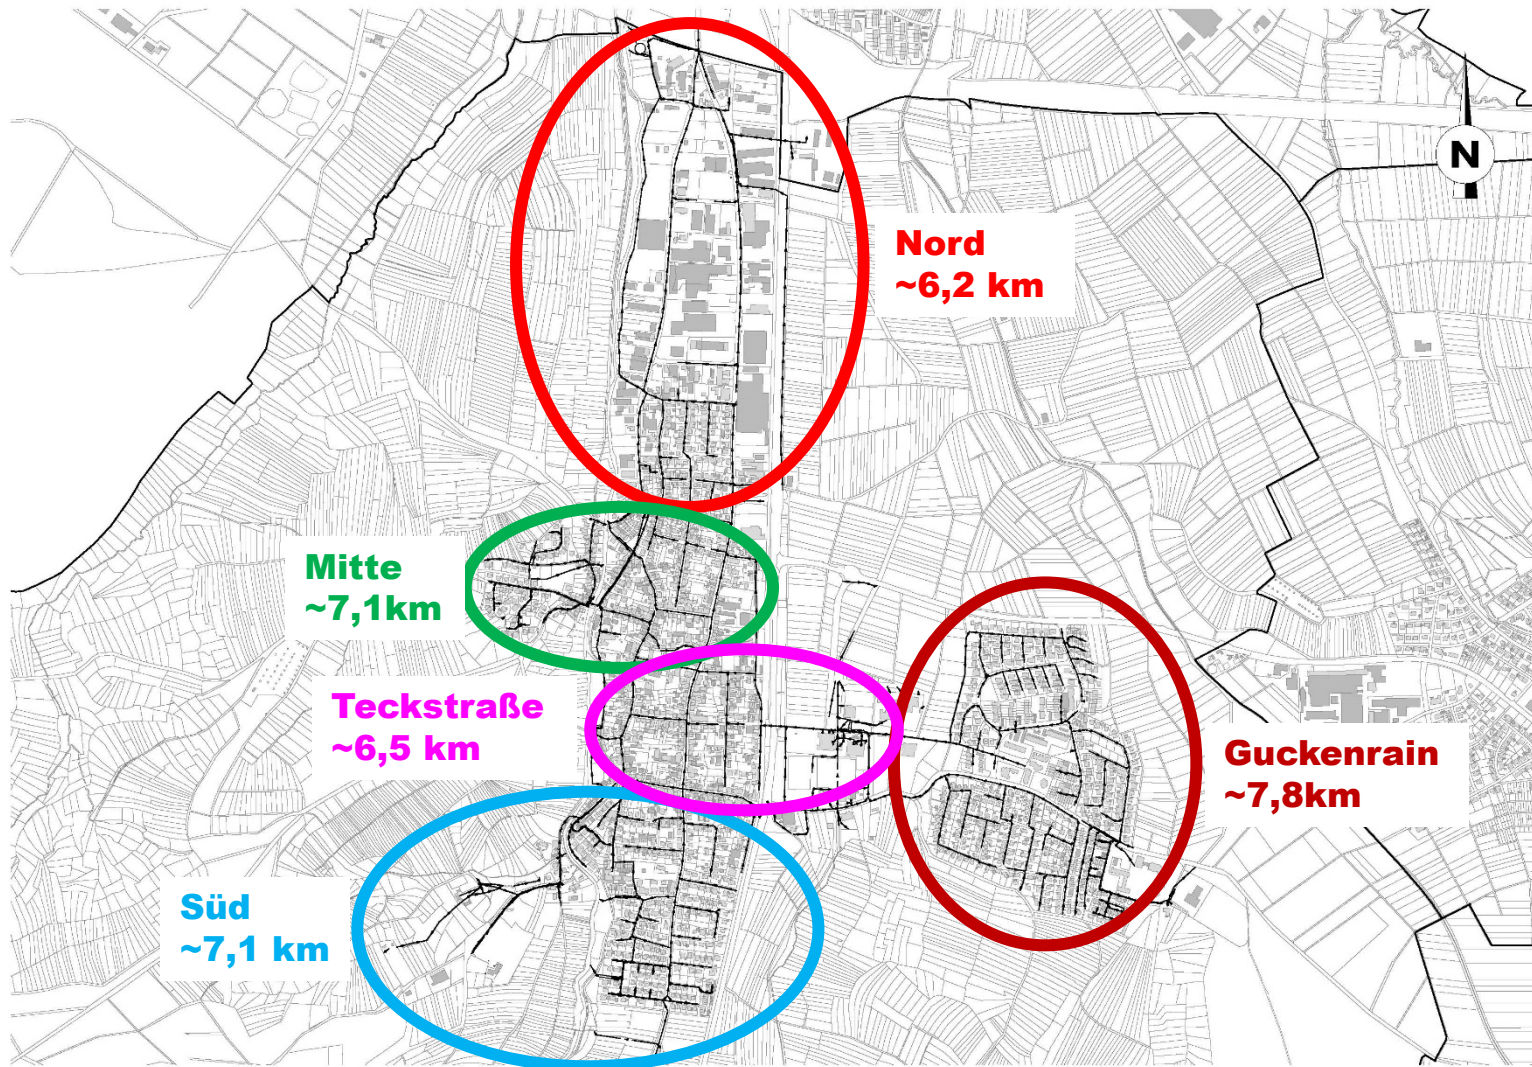 N
Nord
~6,2 km
Mitte
~7,1km
Teckstraße
~6,5 km
Guckenrain
~7,8km
Süd
~7,1 km